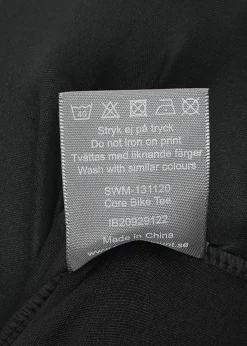 40
Stryk ej på tryck
Do not iron on print
Tvättas med liknande färger
Wash with similar colours
SWM-131120
Core Bike Tee
IB20929122
Made in China